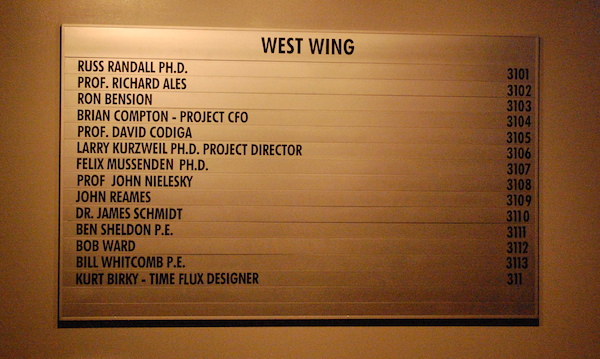 WEST WING
RUSS RANDALL PH.D. 3101
PROF. RICHARD ALES 3102
RON BENSION 3103
BRIAN COMPTON - PROJECT CFO 3104
PROF. DAVID CODIGA 3105
LARRY KURZWEIL PH.D. PROJECT DIRECTOR 3106
FELIX MUSSENDEN PH.D. 3107
PROF JOHN NIELESKY 3108
JOHN REAMES 3109
DR. JAMES SCHMIDT 3110
BEN SHELDON P.E. 3111
BOB WARD 3112
BILL WHITCOMB P.E. 3113
KURT BIRKY - TIME FLUX DESIGNER 311